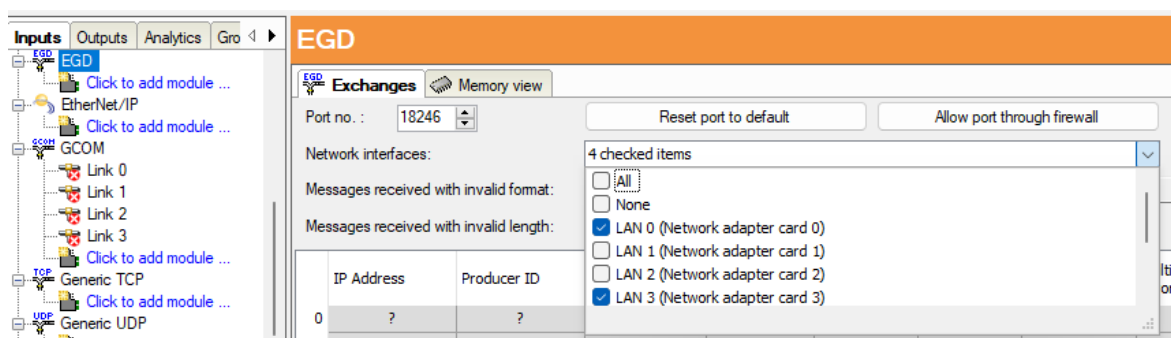 Inputs Outputs Analytics Gro
EGD EGD
Click to add module ...
EtherNet/IP
Click to add module ...
GCOM GCOM
Link 0
Link 1
Link 2
Link 3
Click to add module ...
TCP Generic TCP
Click to add module ...
UDP Generic UDP
EGD
EGD Exchanges Memory view
Port no. : 18246 Reset port to default Allow port through firewall
Network interfaces: 4 checked items
All
None
LAN 0 (Network adapter card 0)
LAN 1 (Network adapter card 1)
LAN 2 (Network adapter card 2)
LAN 3 (Network adapter card 3)
Messages received with invalid format:
Messages received with invalid length:
IP Address Producer ID
0 ? ?